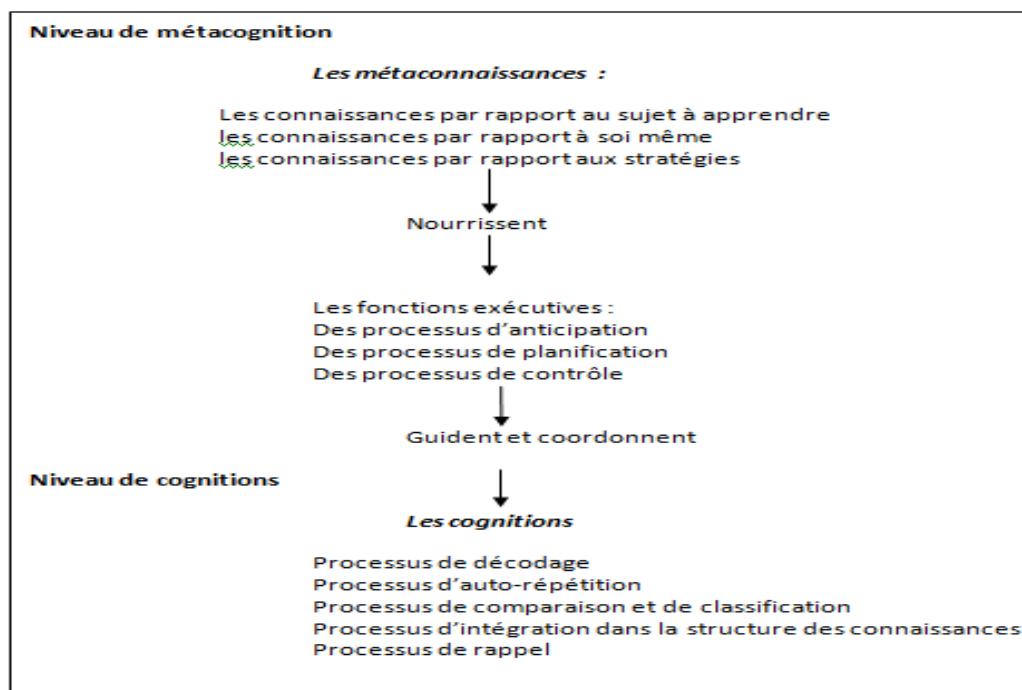 Niveau de métacognition
Les métaconnaissances :
Les connaissances par rapport au sujet à apprendre
les connaissances par rapport à soi même
les connaissances par rapport aux stratégies
Nourrissent
Les fonctions exécutives :
Des processus d'anticipation
Des processus de planification
Des processus de contrôle
Guident et coordonnent
Niveau de cognitions
Les cognitions
Processus de décodage
Processus d'auto-répétition
Processus de comparaison et de classification
Processus d'intégration dans la structure des connaissances
Processus de rappel